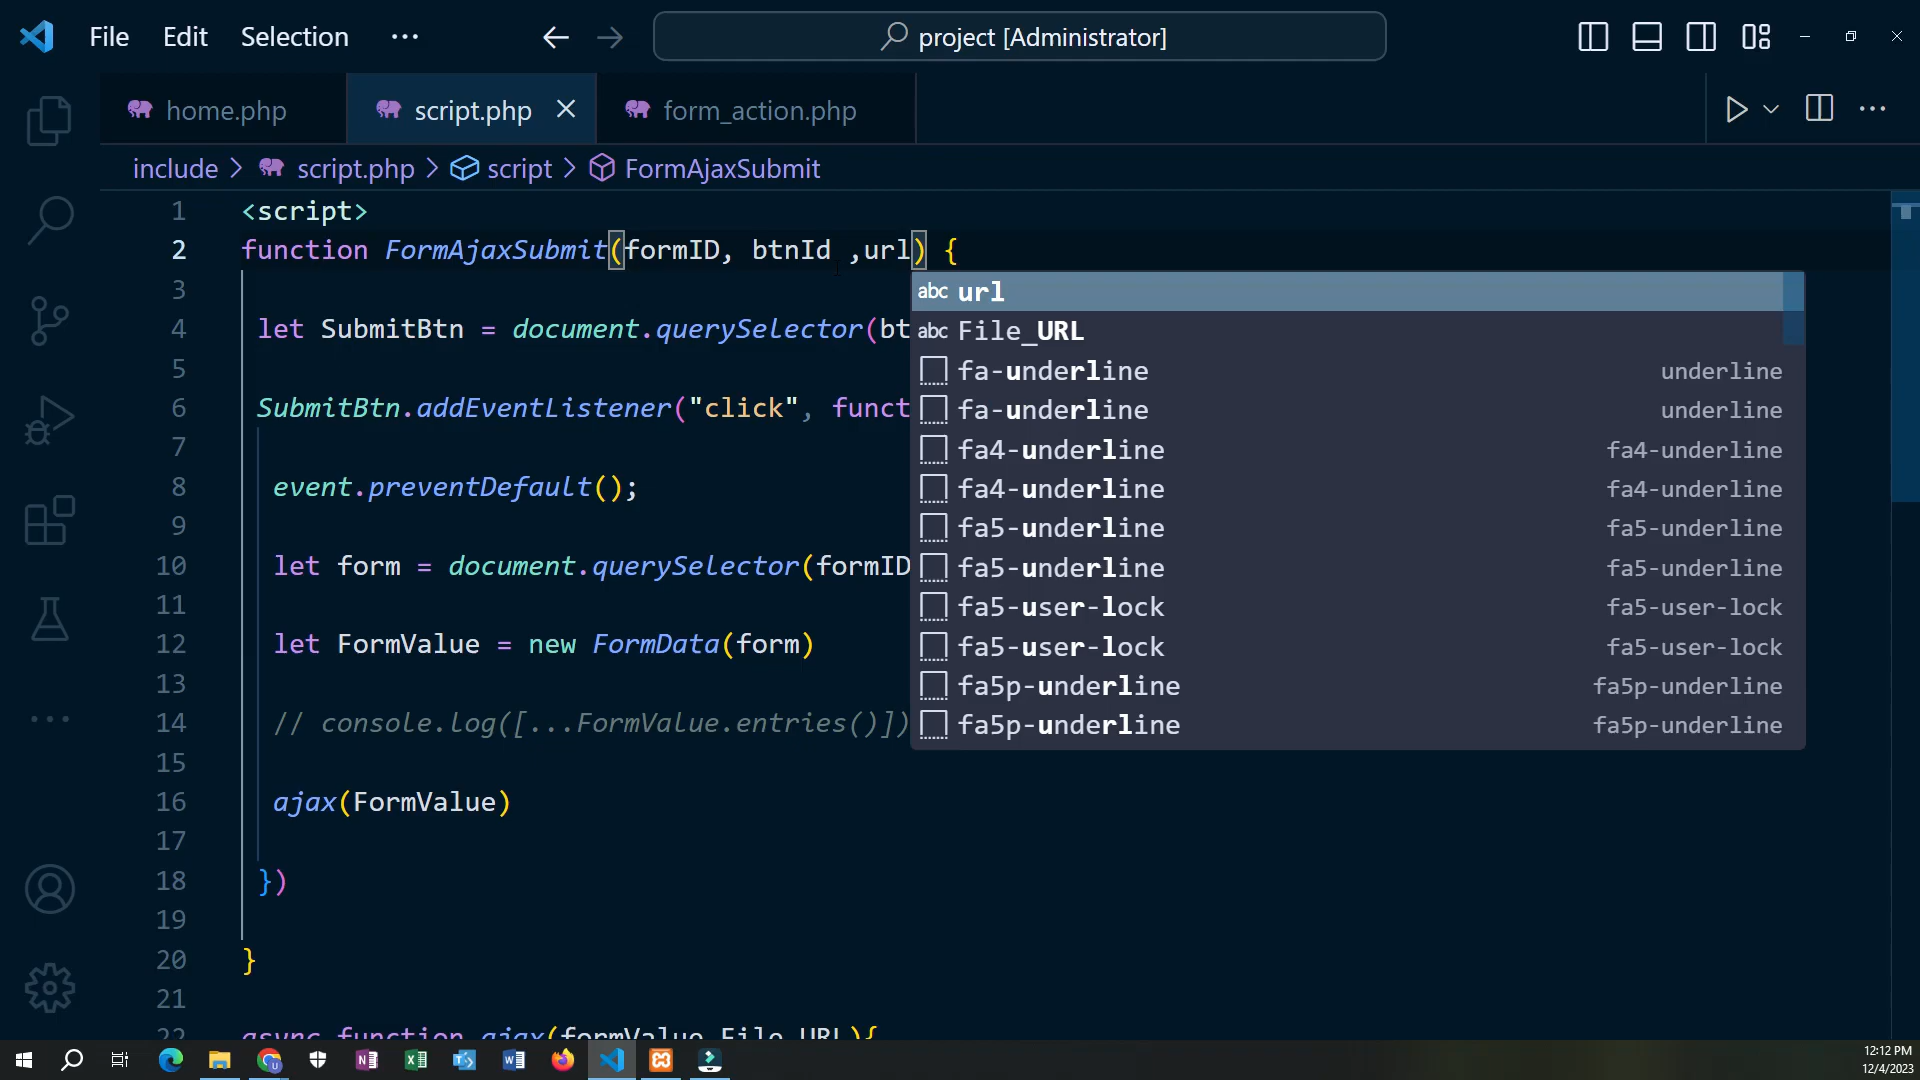 File Edit Selection ··· project [Administrator]
home.php script.php form_action.php
include > script.php > script > FormAjaxSubmit
1 <script>
2 function FormAjaxSubmit(formID, btnId ,url) {
3
4 let SubmitBtn = document.querySelector(bt
5
6 SubmitBtn.addEventListener("click", funct
7
8 event.preventDefault();
9
10 let form = document.querySelector(formID
11
12 let FormValue = new FormData(form)
13
14 // console.log([...FormValue.entries()])
15
16 ajax(FormValue)
17
18 })
19
20 }
21
22 async function ajax(formValue,File_URL){
abc url
abc File_URL
fa-underline underline
fa-underline underline
fa4-underline fa4-underline
fa4-underline fa4-underline
fa5-underline fa5-underline
fa5-underline fa5-underline
fa5-user-lock fa5-user-lock
fa5-user-lock fa5-user-lock
fa5p-underline fa5p-underline
fa5p-underline fa5p-underline
12:12 PM
12/4/2023